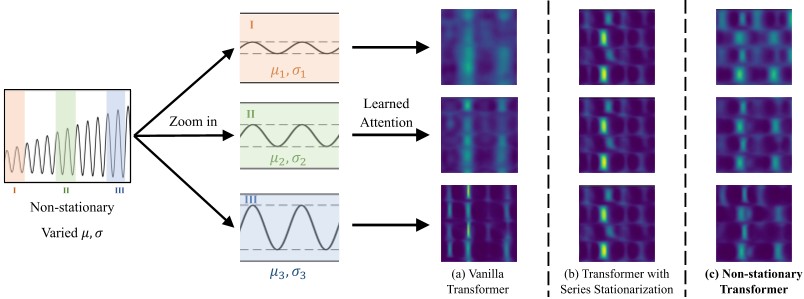 I
μ₁, σ₁
II
μ₂, σ₂
III
μ₃, σ₃
Zoom in
Learned
Attention
I
II
III
Non-stationary
Varied μ, σ
(a) Vanilla
Transformer
(b) Transformer with
Series Stationarization
(c) Non-stationary
Transformer